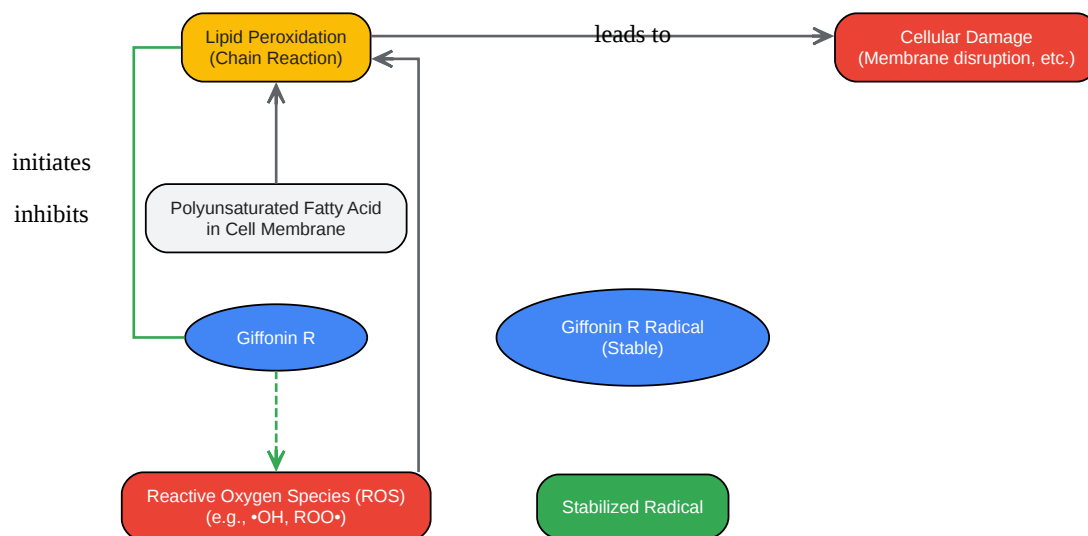 Lipid Peroxidation
(Chain Reaction)
leads to
Cellular Damage
(Membrane disruption, etc.)
initiates
inhibits
Polyunsaturated Fatty Acid
in Cell Membrane
Giffonin R
Giffonin R Radical
(Stable)
Reactive Oxygen Species (ROS)
(e.g., •OH, ROO•)
Stabilized Radical